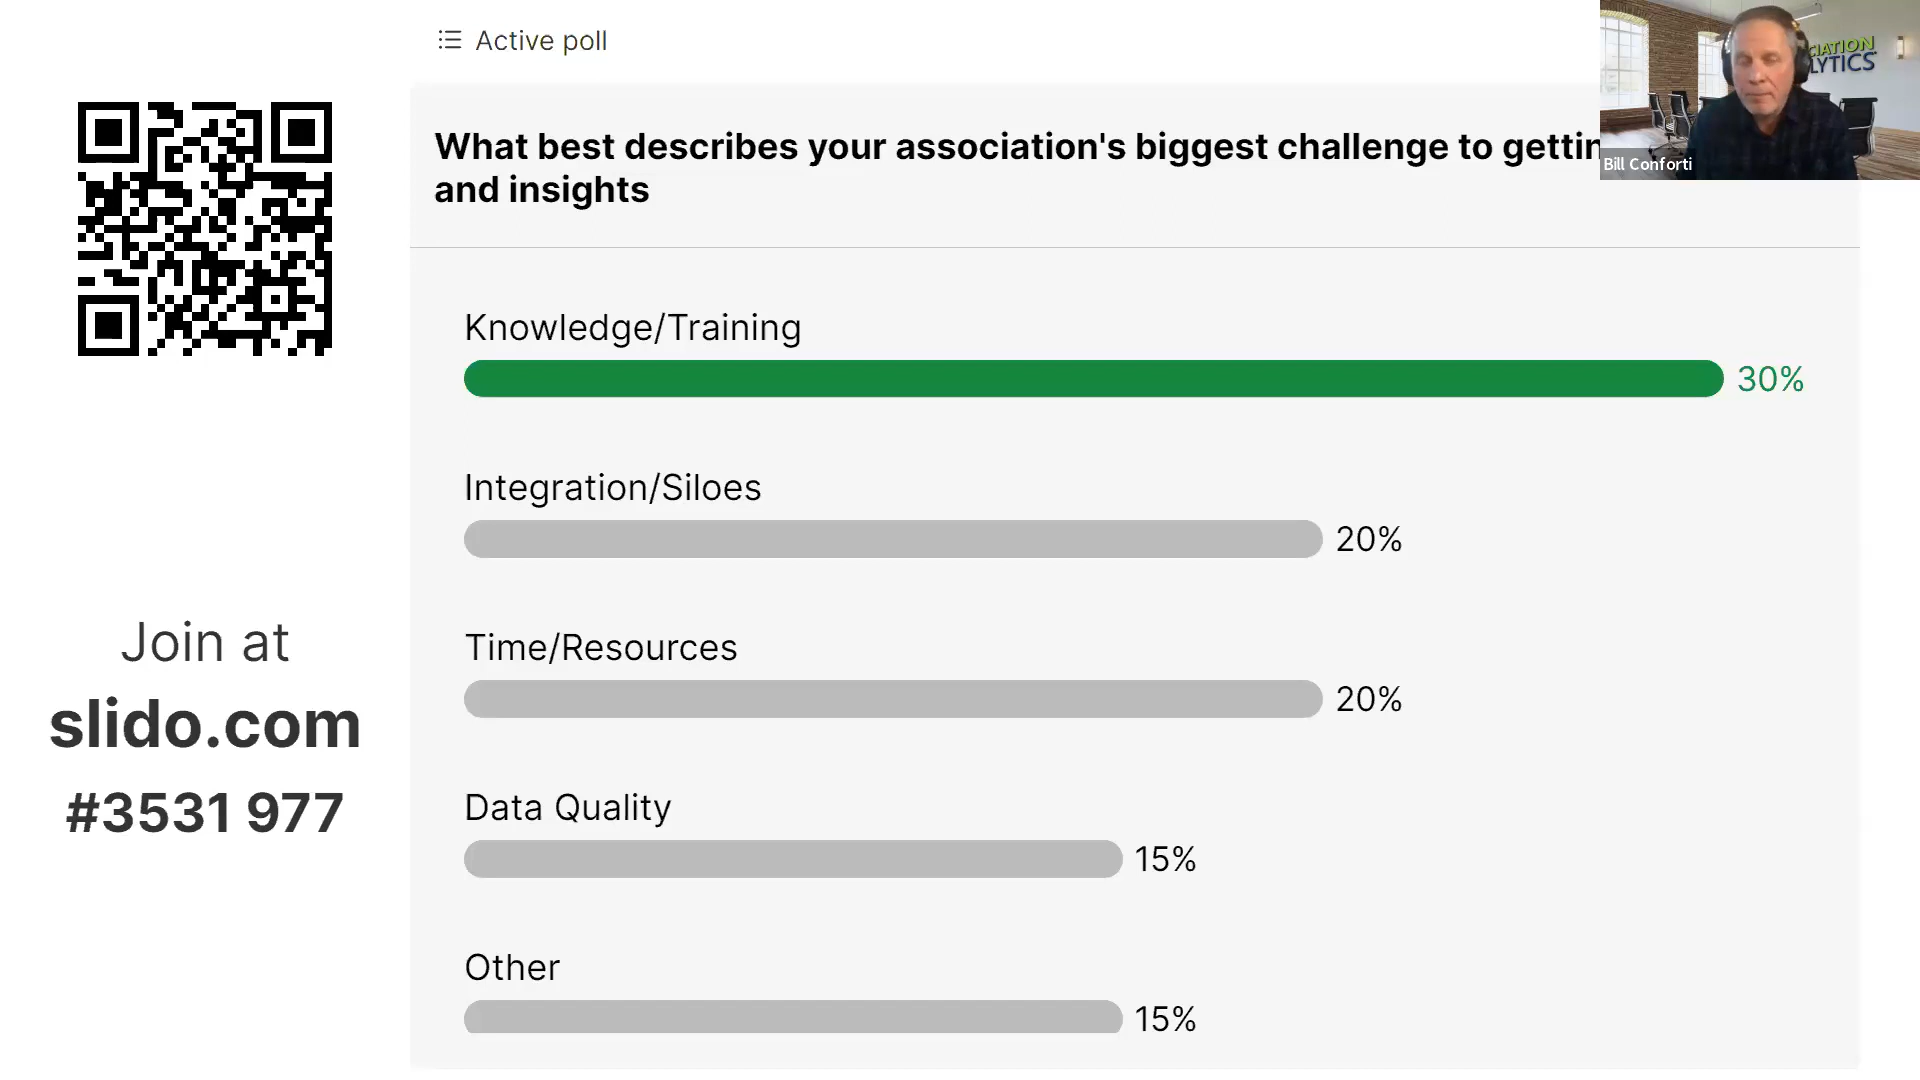 Active poll
What best describes your association's biggest challenge to
and insights
Knowledge/Training
30%
Integration/Siloes
20%
Time/Resources
20%
Data Quality
15%
Other
15%
Join at
slido.com
#3531 977
Bill Conforti